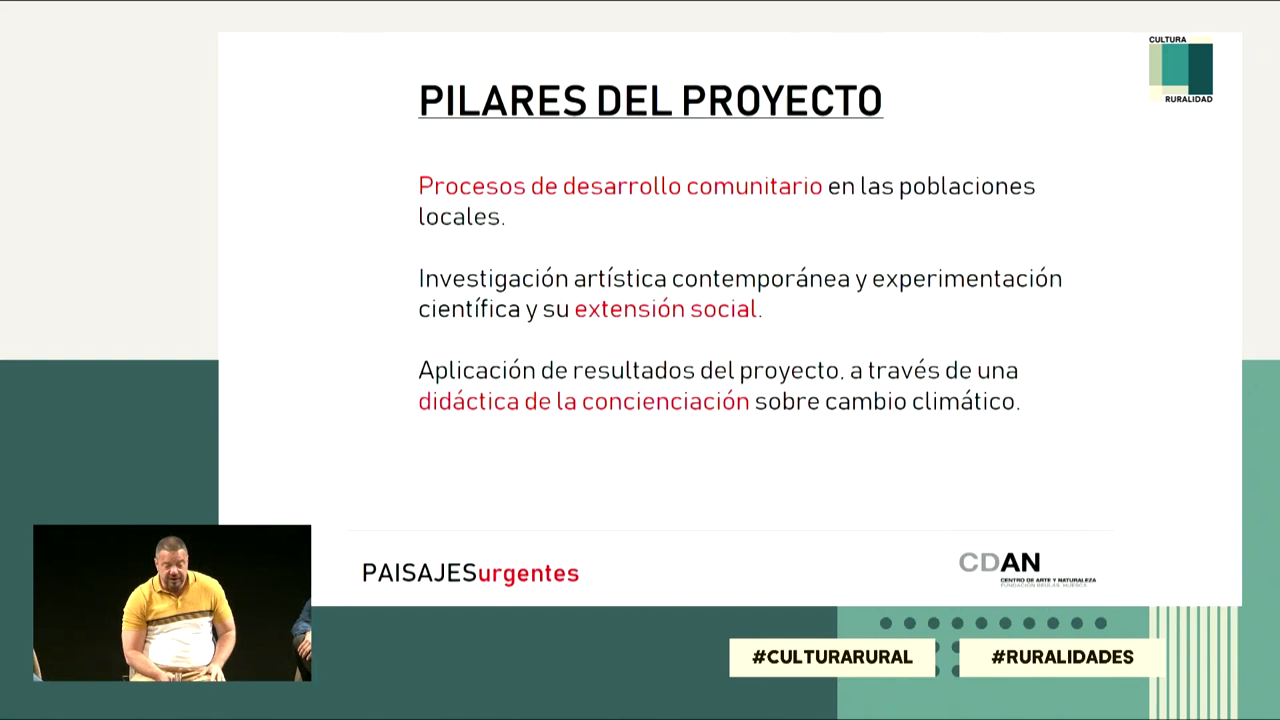 CULTURA
RURALIDAD
PILARES DEL PROYECTO
Procesos de desarrollo comunitario en las poblaciones
locales.
Investigación artística contemporánea y experimentación
científica y su extensión social.
Aplicación de resultados del proyecto, a través de una
didáctica de la concienciación sobre cambio climático.
PAISAJESurgentes
CDAN
CENTRO DE ARTE Y NATURALEZA
FUNDACIÓN BEULAS. HUESCA
#CULTURARURAL
#RURALIDADES